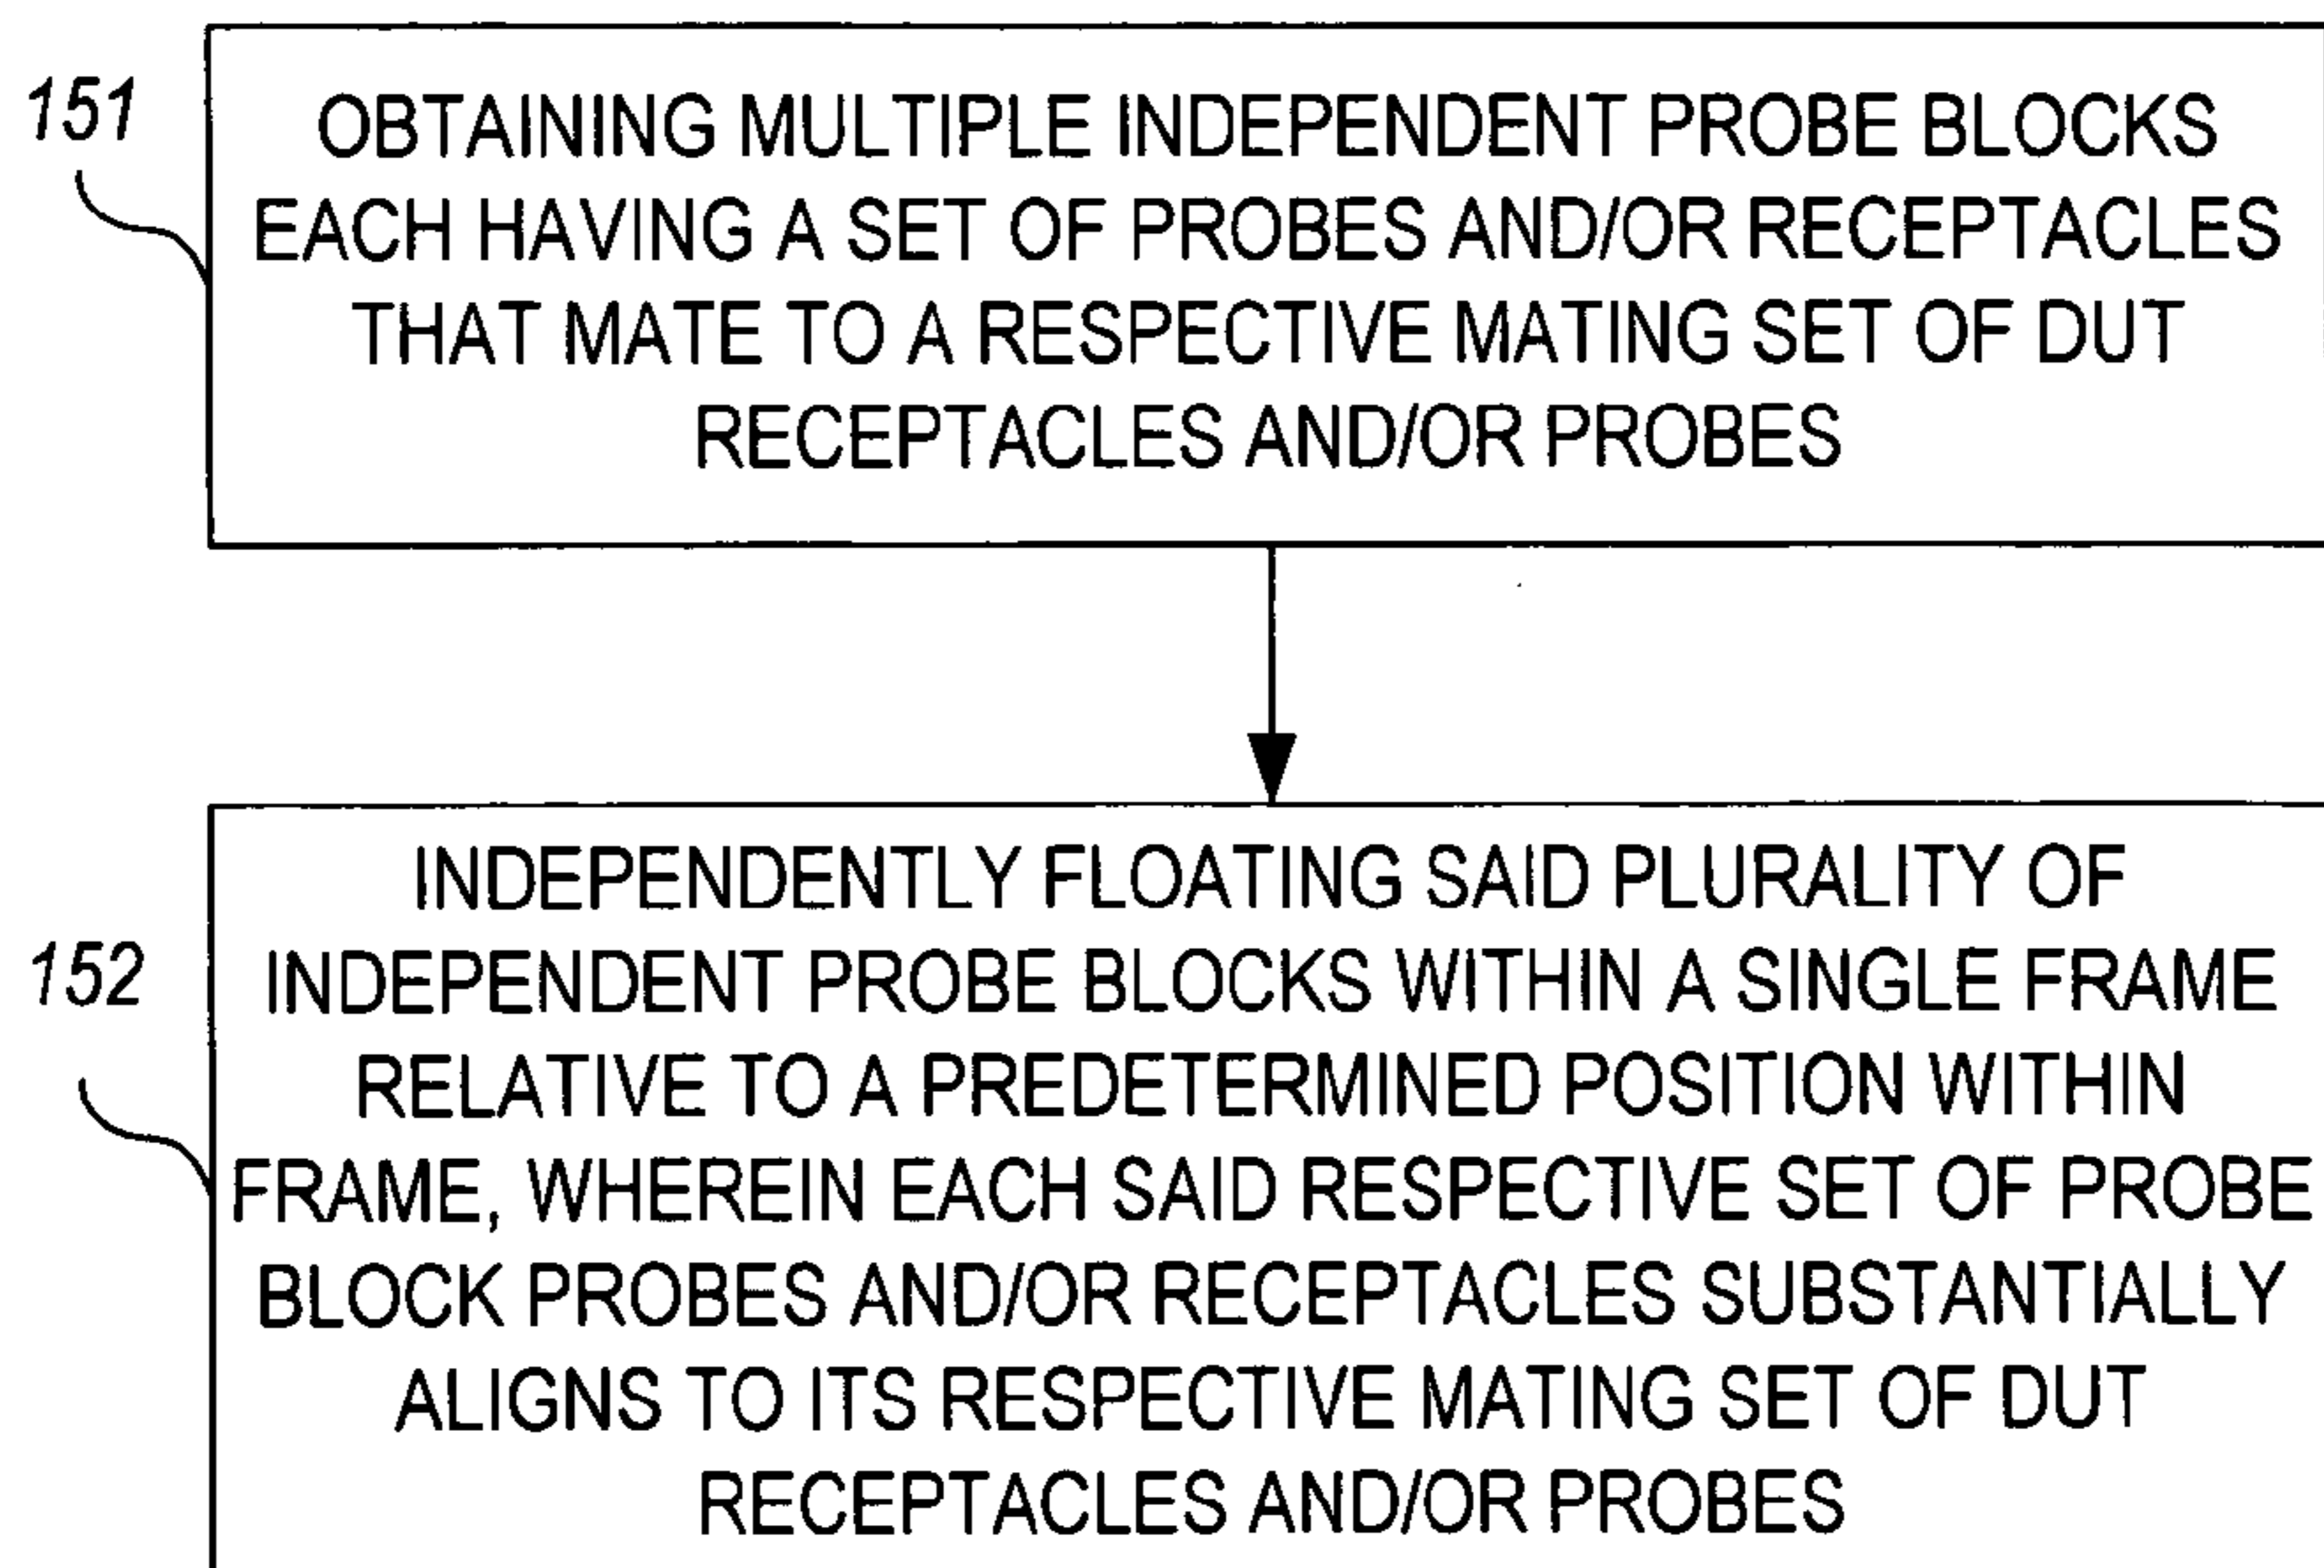 151
OBTAINING MULTIPLE INDEPENDENT PROBE BLOCKS
EACH HAVING A SET OF PROBES AND/OR RECEPTACLES
THAT MATE TO A RESPECTIVE MATING SET OF DUT
RECEPTACLES AND/OR PROBES
152
INDEPENDENTLY FLOATING SAID PLURALITY OF
INDEPENDENT PROBE BLOCKS WITHIN A SINGLE FRAME
RELATIVE TO A PREDETERMINED POSITION WITHIN
FRAME, WHEREIN EACH SAID RESPECTIVE SET OF PROBE
BLOCK PROBES AND/OR RECEPTACLES SUBSTANTIALLY
ALIGNS TO ITS RESPECTIVE MATING SET OF DUT
RECEPTACLES AND/OR PROBES